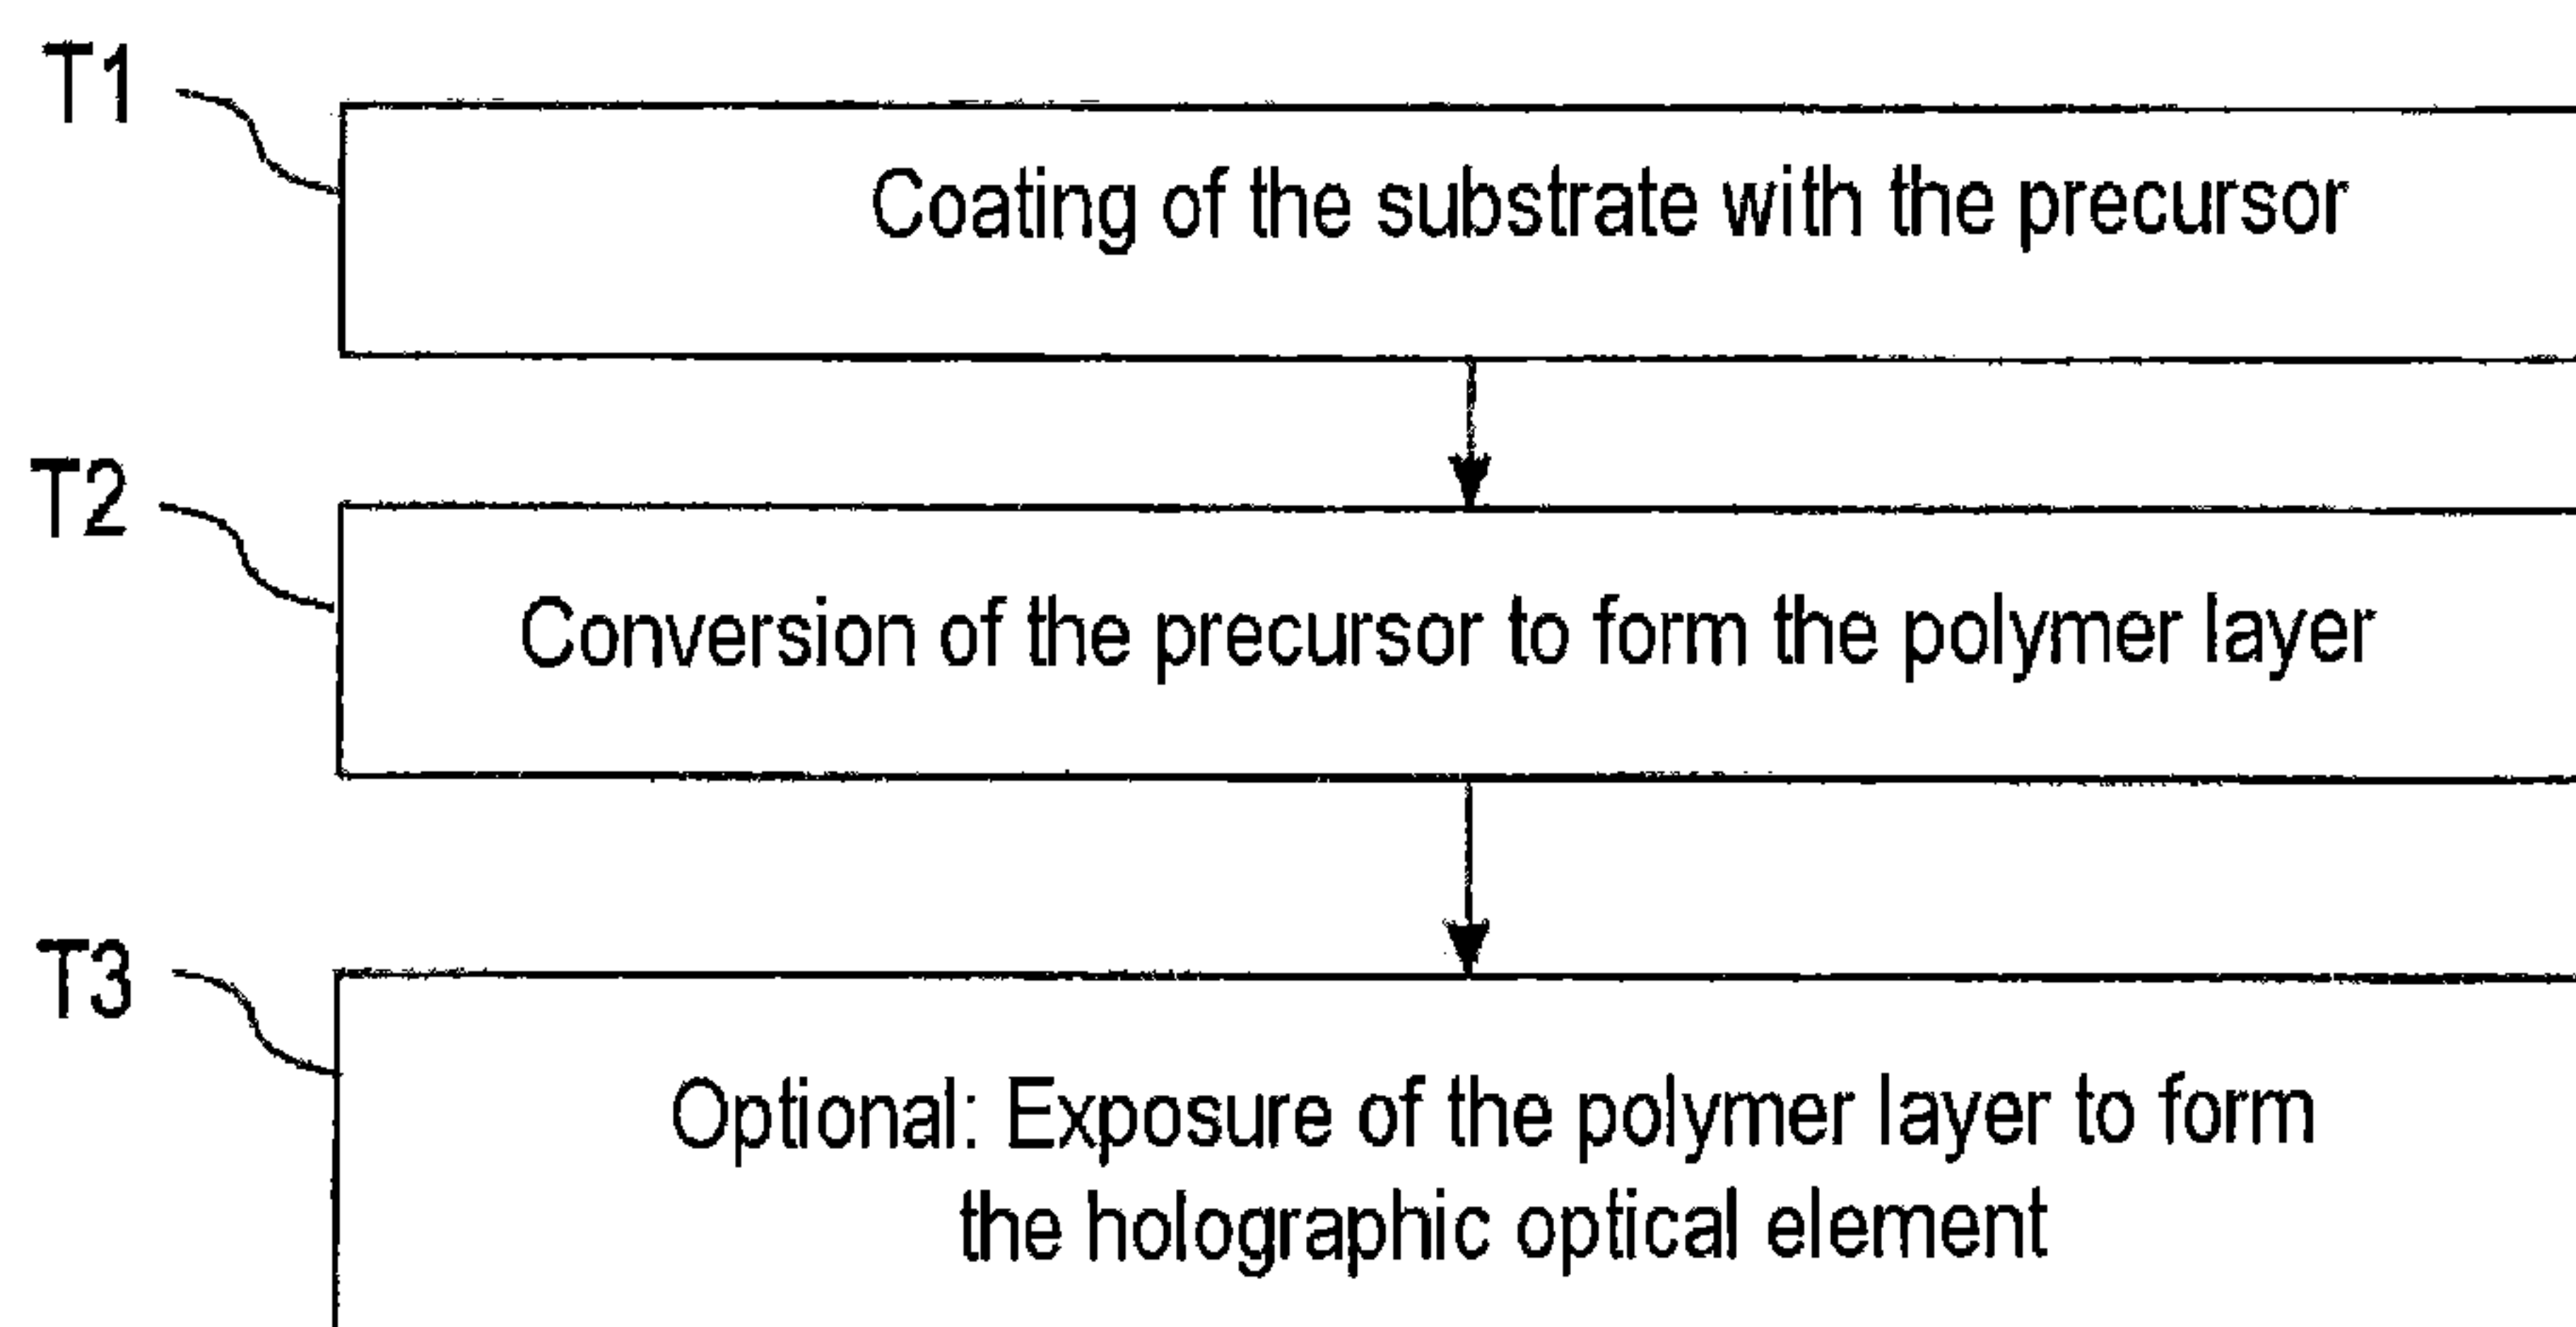 T1
Coating of the substrate with the precursor
T2
Conversion of the precursor to form the polymer layer
T3
Optional: Exposure of the polymer layer to form
the holographic optical element